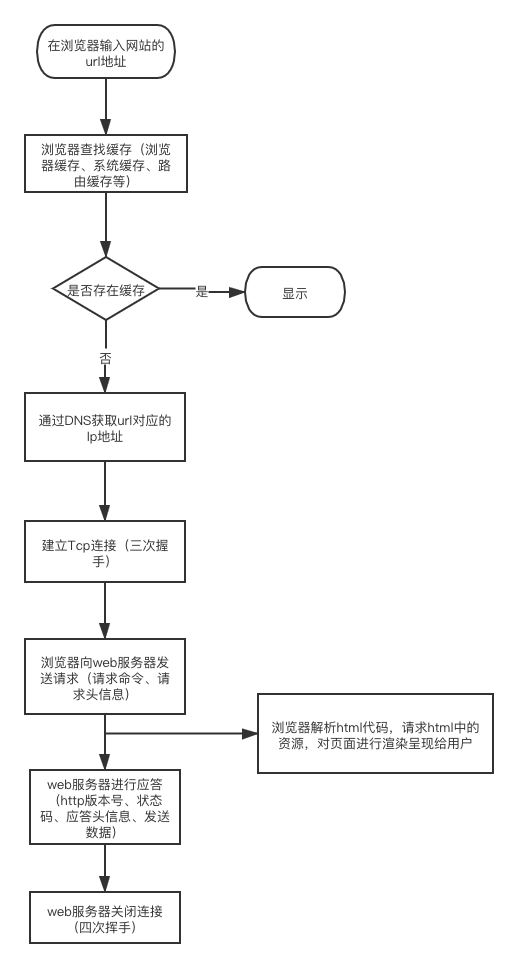 在浏览器输入网站的
url地址
浏览器查找缓存（浏览
器缓存、系统缓存、路
由缓存等）
是否存在缓存
是
显示
否
通过DNS获取url对应的
Ip地址
建立Tcp连接（三次握
手）
浏览器向web服务器发
送请求（请求命令、请
求头信息）
浏览器解析html代码，请求html中的
资源，对页面进行渲染呈现给用户
web服务器进行应答
（http版本号、状态
码、应答头信息、发送
数据）
web服务器关闭连接
（四次挥手）